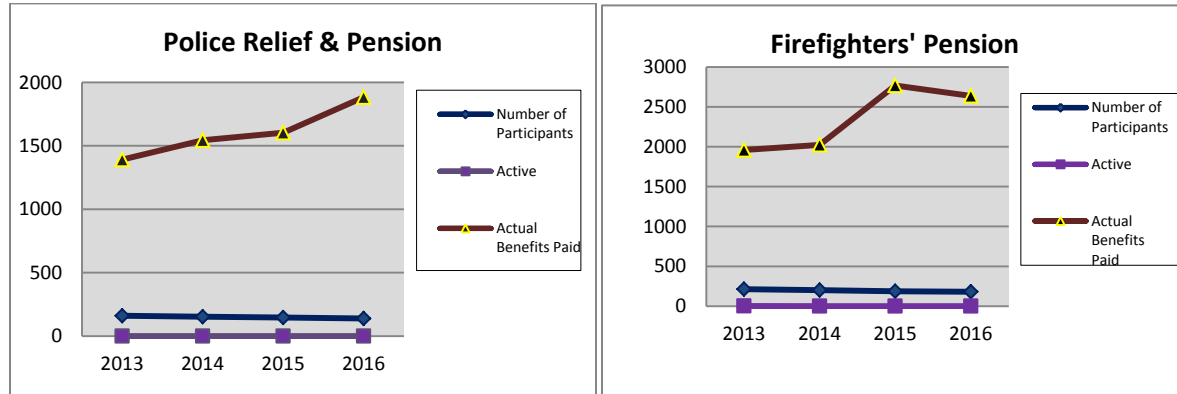 Police Relief & Pension
2000
1500
1000
500
0
2013 2014 2015 2016
Number of
Participants
Active
Actual
Benefits Paid
Firefighters' Pension
3000
2500
2000
1500
1000
500
0
2013 2014 2015 2016
Number of
Participants
Active
Actual
Benefits
Paid